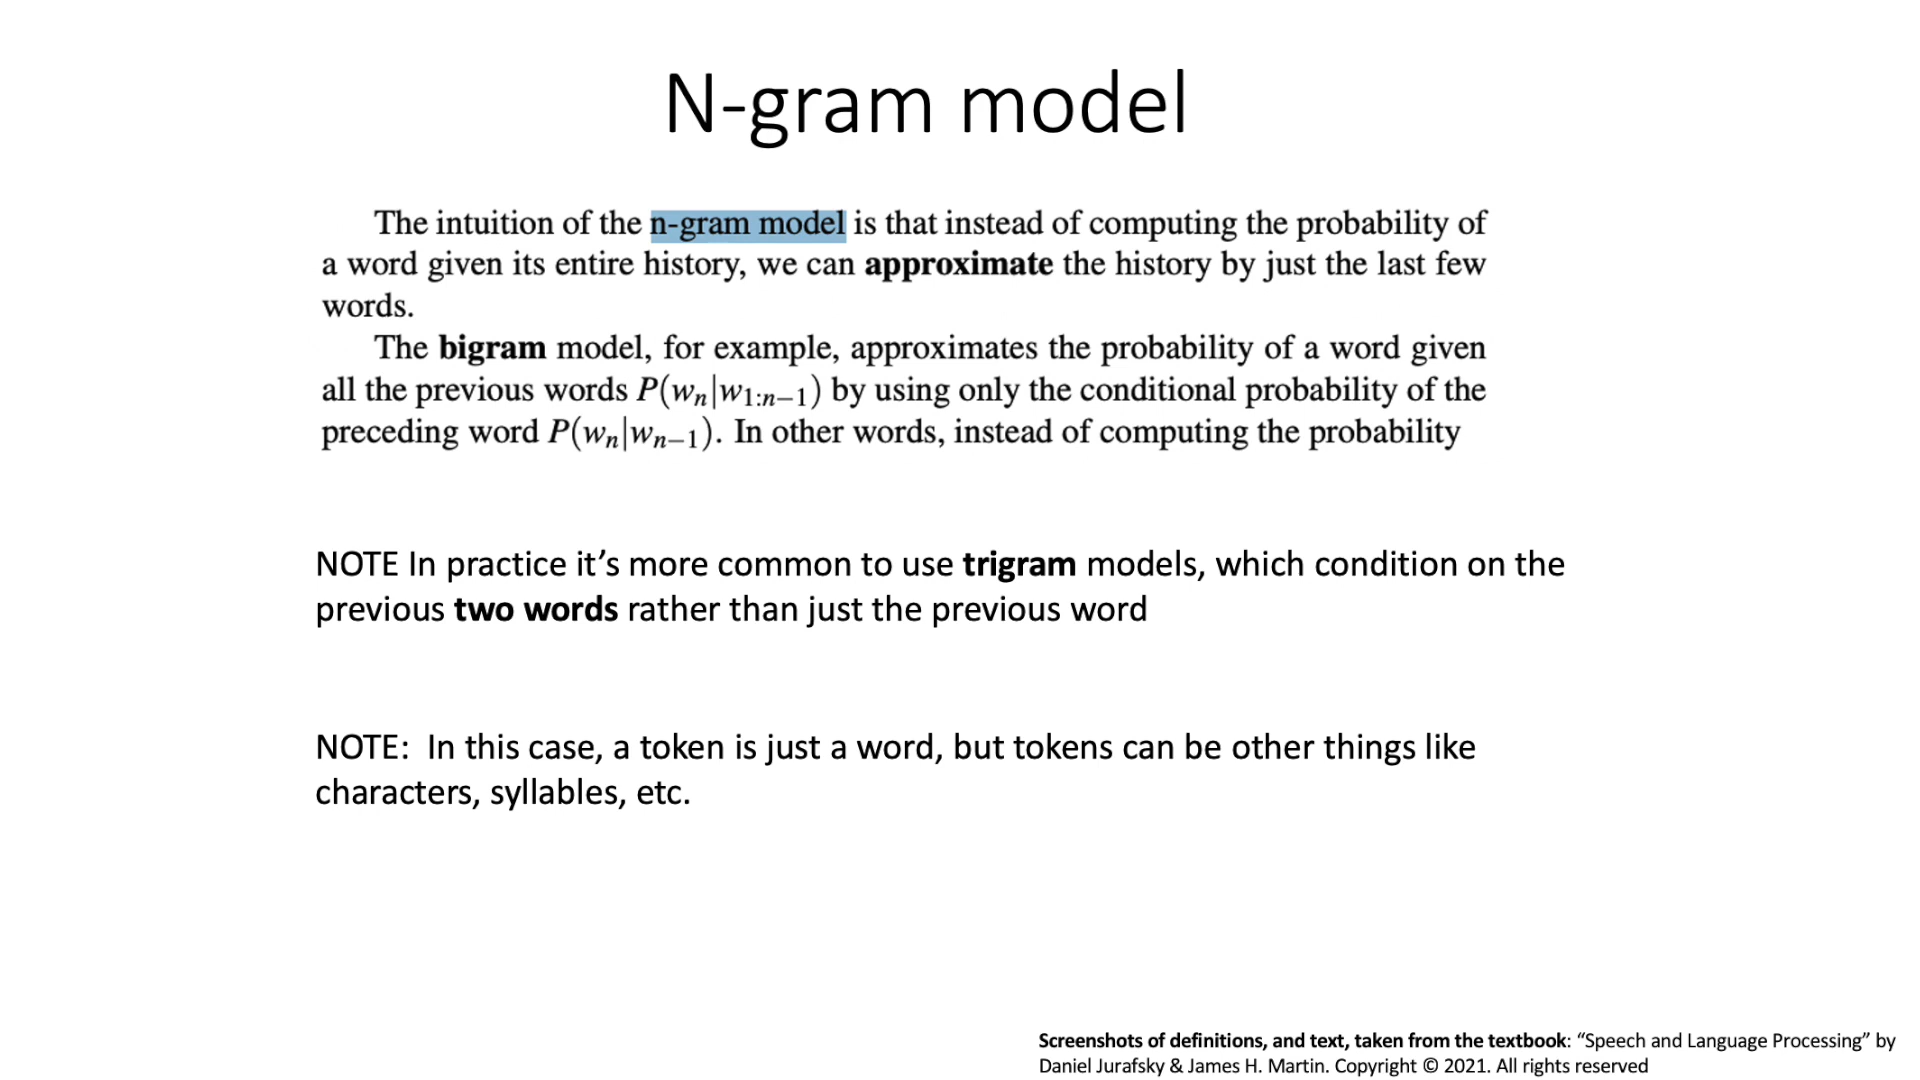 N-gram model
The intuition of the n-gram model is that instead of computing the probability of
a word given its entire history, we can approximate the history by just the last few
words.
The bigram model, for example, approximates the probability of a word given
all the previous words P(wₙ|w₁:ₙ₋₁) by using only the conditional probability of the
preceding word P(wₙ|wₙ₋₁). In other words, instead of computing the probability
NOTE In practice it’s more common to use trigram models, which condition on the
previous two words rather than just the previous word
NOTE:  In this case, a token is just a word, but tokens can be other things like
characters, syllables, etc.
Screenshots of definitions, and text, taken from the textbook: “Speech and Language Processing” by
Daniel Jurafsky & James H. Martin. Copyright © 2021. All rights reserved